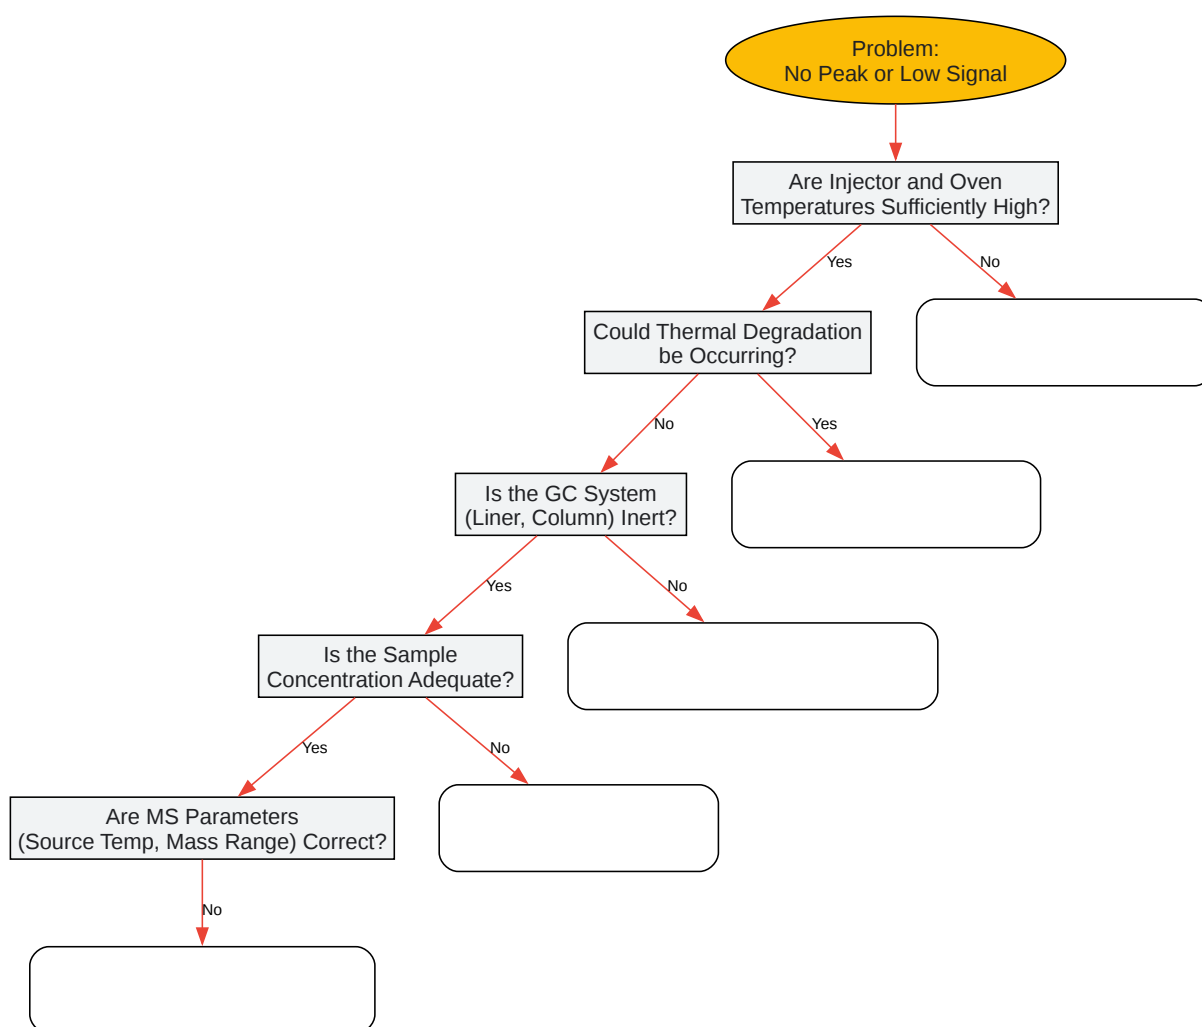 Problem:
No Peak or Low Signal
Are Injector and Oven
Temperatures Sufficiently High?
Yes
No
Could Thermal Degradation
be Occurring?
No
Yes
Is the GC System
(Liner, Column) Inert?
Yes
No
Is the Sample
Concentration Adequate?
Yes
No
Are MS Parameters
(Source Temp, Mass Range) Correct?
No